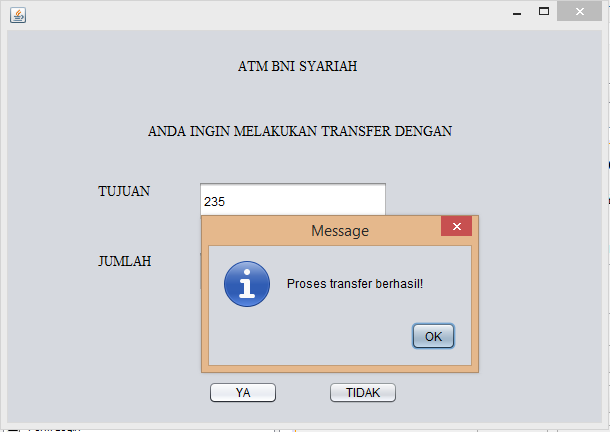 ATM BNI SYARIAH
ANDA INGIN MELAKUKAN TRANSFER DENGAN
TUJUAN
235
Message
JUMLAH
Proses transfer berhasil!
OK
YA
TIDAK